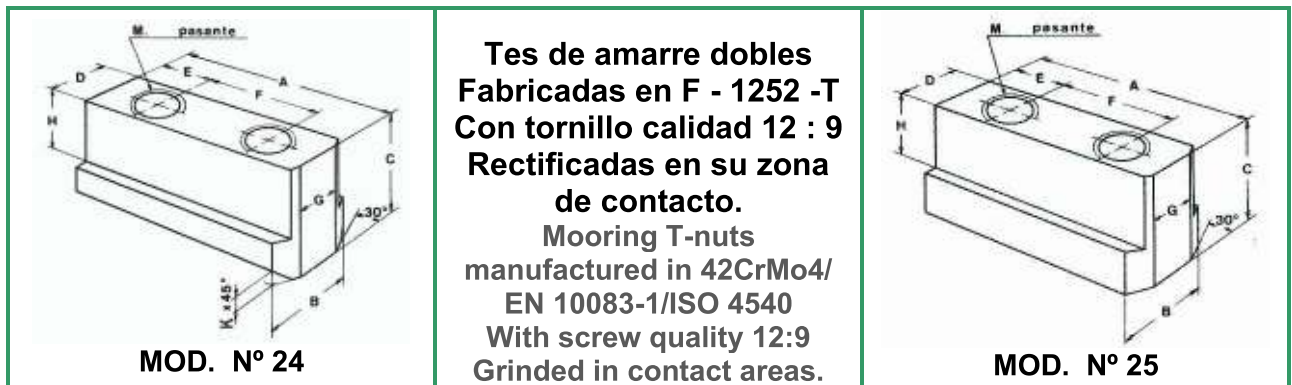 M. pasante
D
E
A
F
H
C
G
30°
B
K x 45°
MOD. Nº 24
Tes de amarre dobles
Fabricadas en F - 1252 -T
Con tornillo calidad 12 : 9
Rectificadas en su zona
de contacto.
Mooring T-nuts
manufactured in 42CrMo4/
EN 10083-1/ISO 4540
With screw quality 12:9
Grinded in contact areas.
M. pasante
D
E
A
F
H
C
G
30°
B
MOD. Nº 25